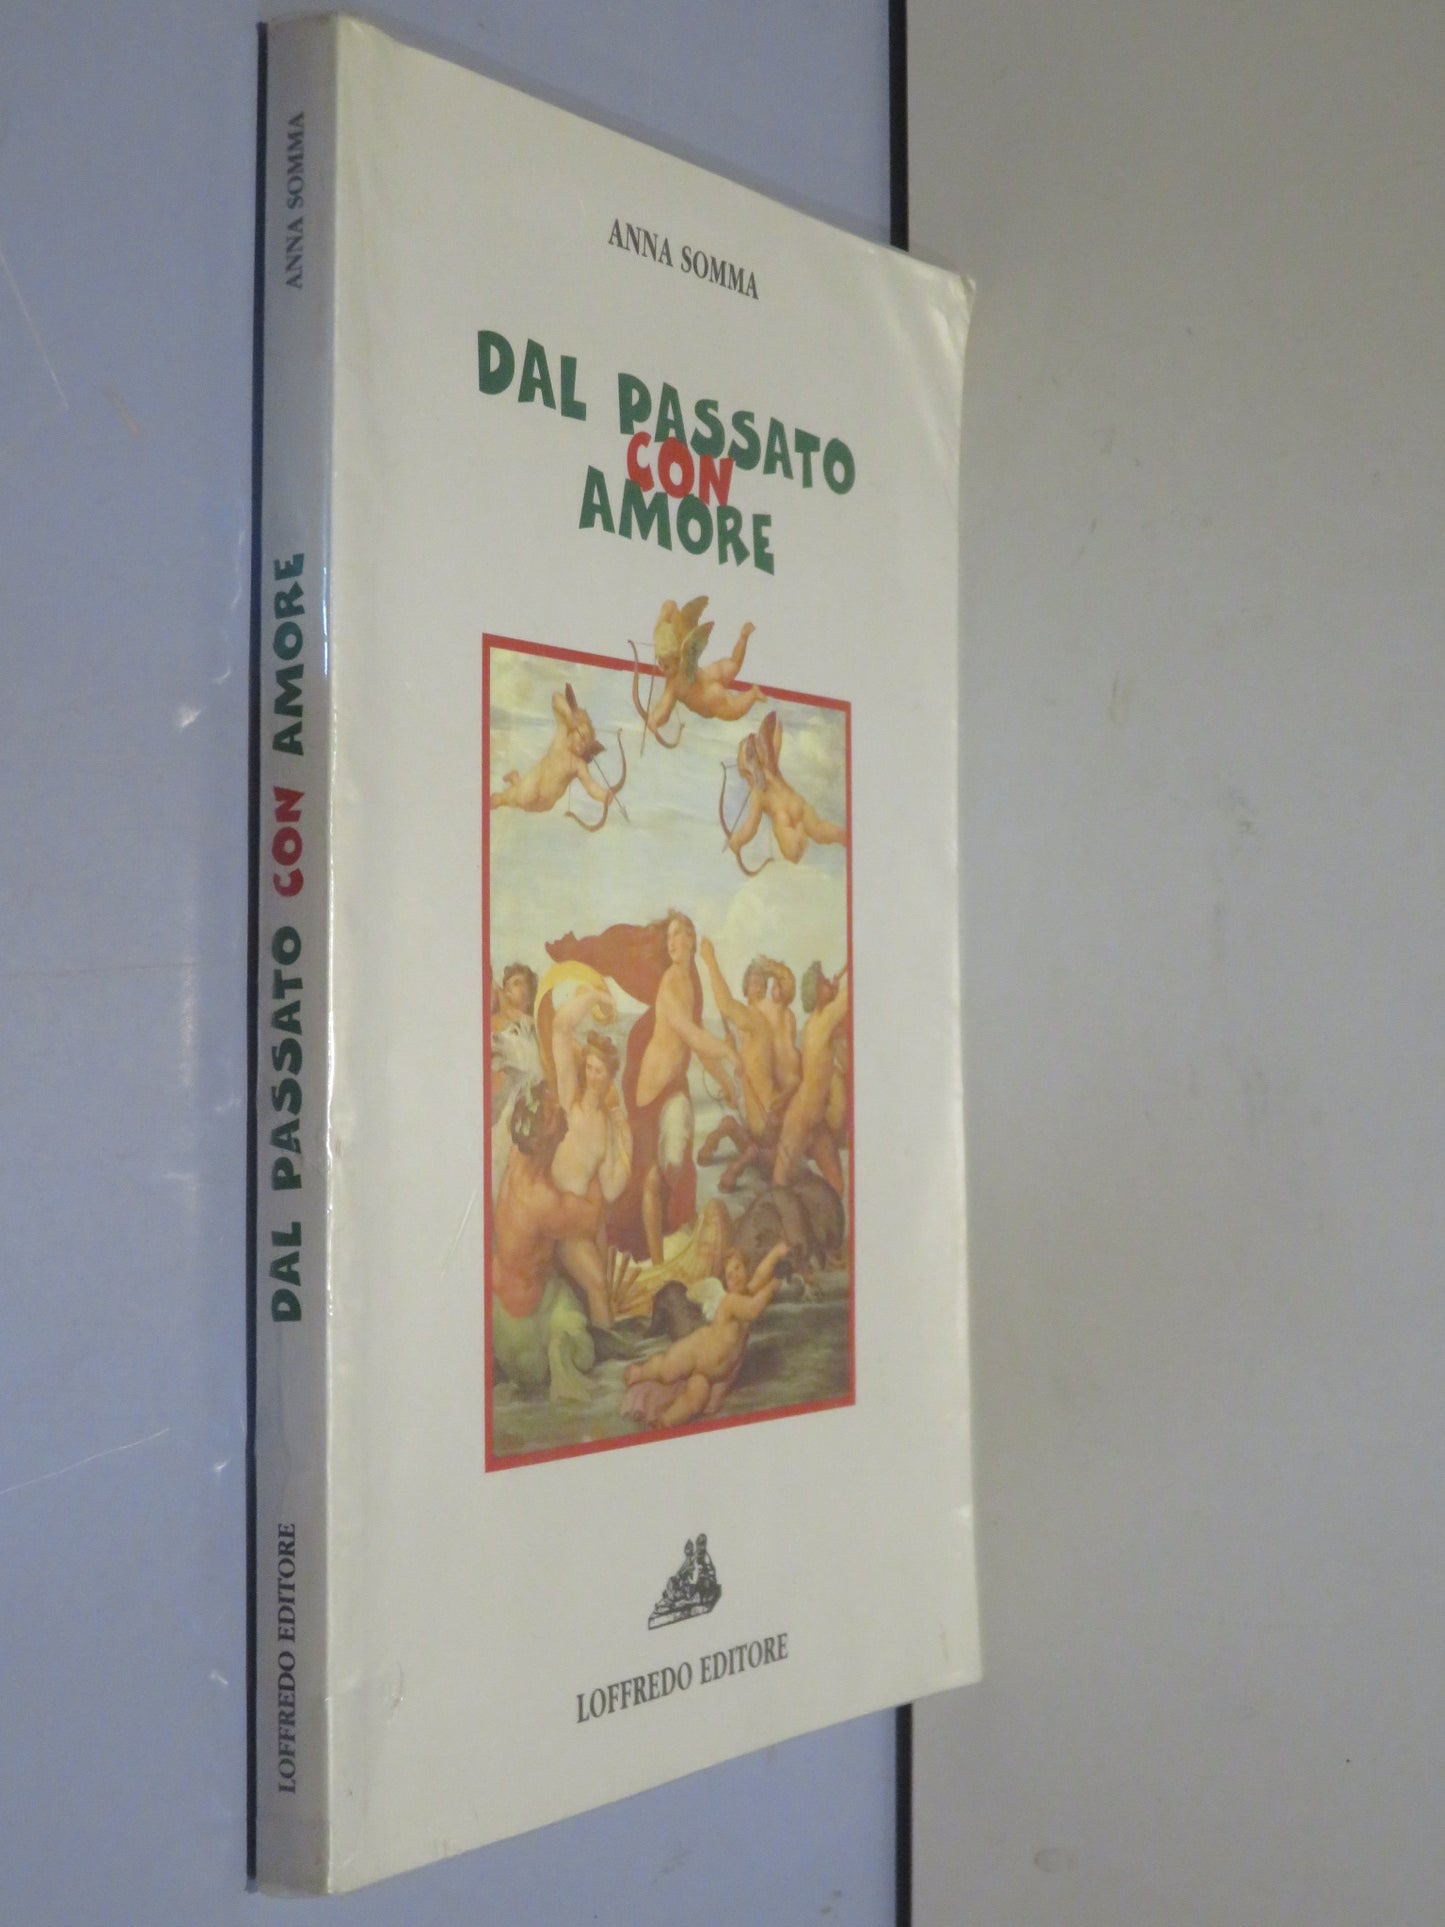 ANNA SOMMA
DAL PASSATO
CON
AMORE
LOFFREDO EDITORE
ANNA SOMMA
DAL PASSATO CON AMORE
LOFFREDO EDITORE